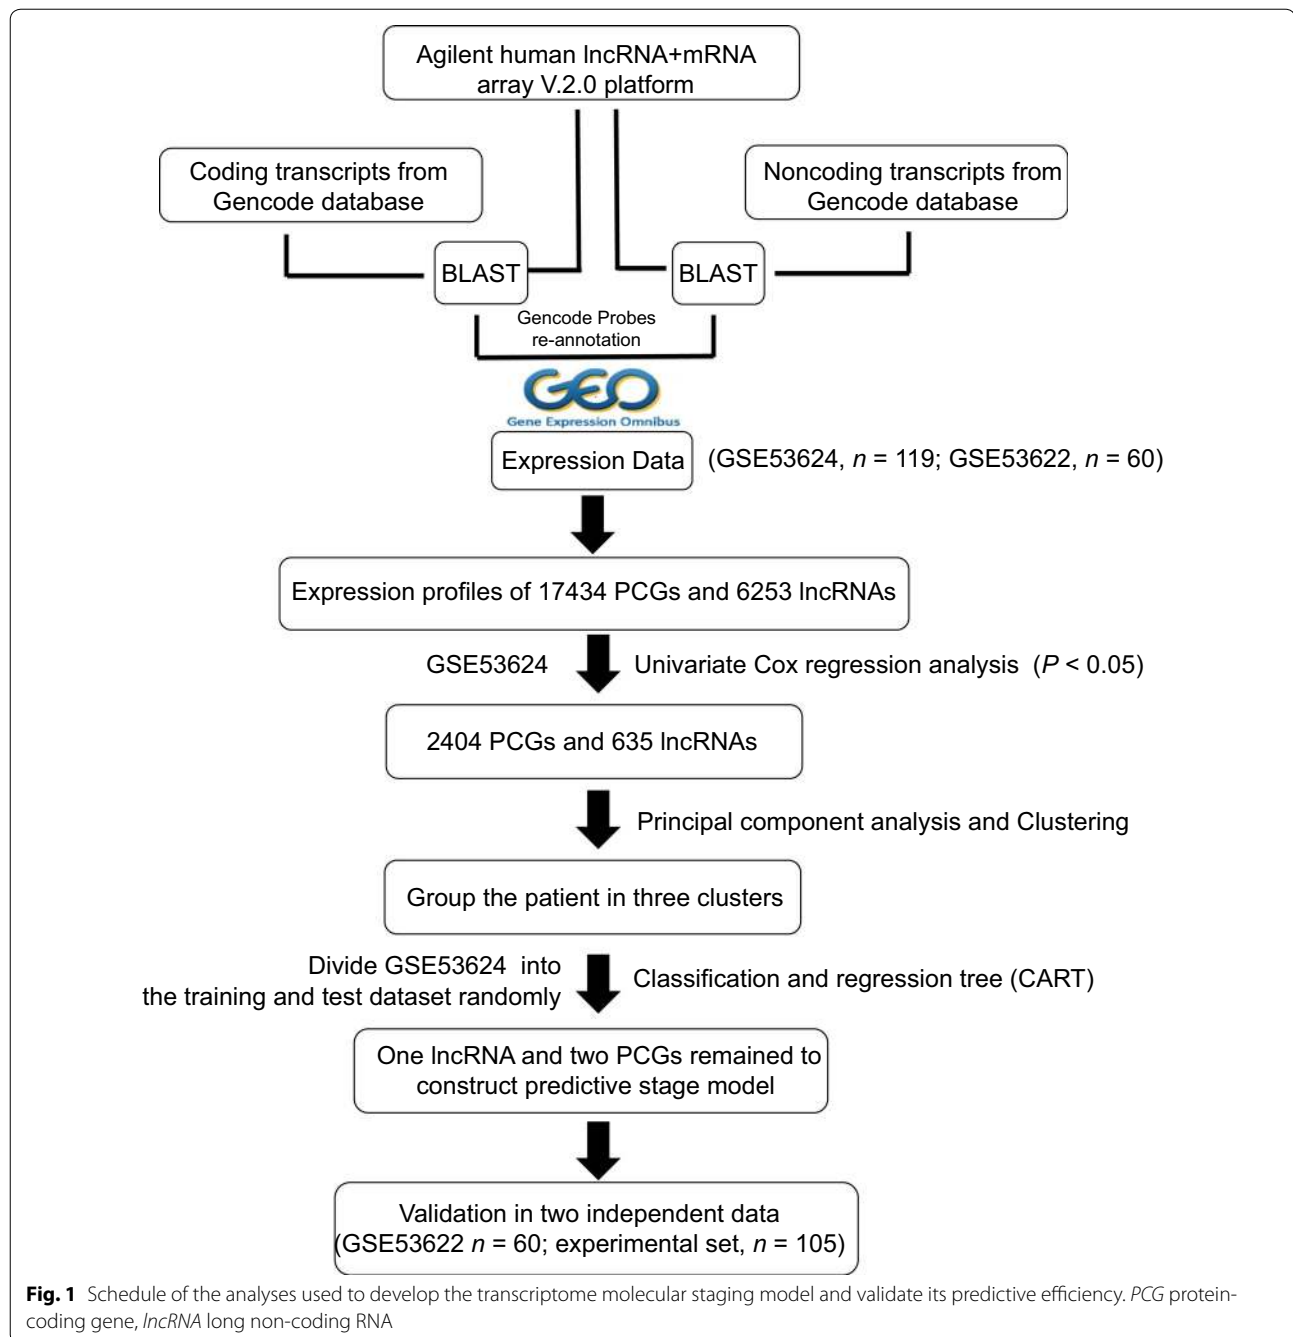 Agilent human lncRNA+mRNA
array V.2.0 platform
Coding transcripts from
Gencode database
Noncoding transcripts from
Gencode database
BLAST
BLAST
Gencode Probes
re-annotation
GEO
Gene Expression Omnibus
Expression Data
(GSE53624, n = 119; GSE53622, n = 60)
Expression profiles of 17434 PCGs and 6253 lncRNAs
GSE53624
Univariate Cox regression analysis (P < 0.05)
2404 PCGs and 635 lncRNAs
Principal component analysis and Clustering
Group the patient in three clusters
Divide GSE53624 into
the training and test dataset randomly
Classification and regression tree (CART)
One lncRNA and two PCGs remained to
construct predictive stage model
Validation in two independent data
(GSE53622 n = 60; experimental set, n = 105)
Fig. 1 Schedule of the analyses used to develop the transcriptome molecular staging model and validate its predictive efficiency. PCG protein-
coding gene, lncRNA long non-coding RNA